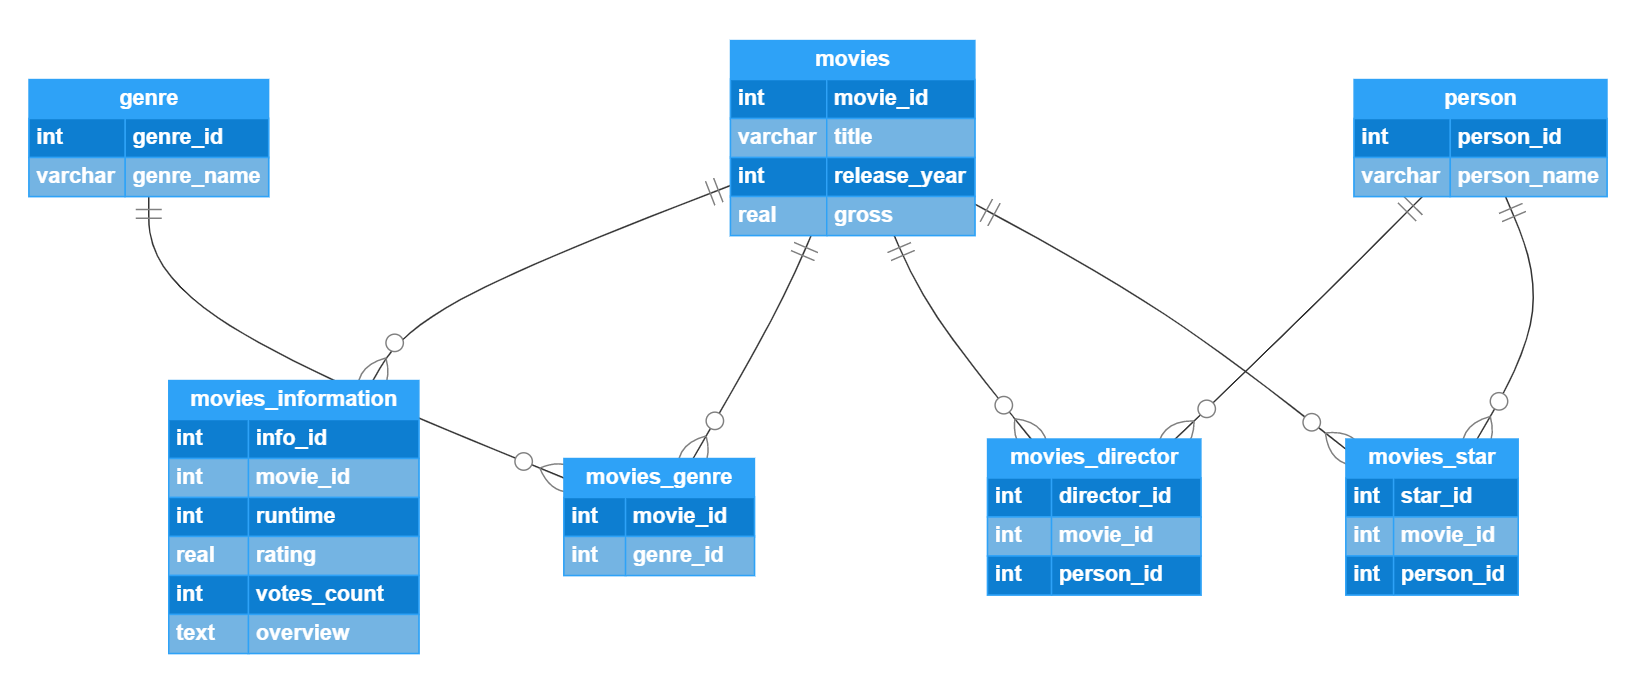 genre
int genre_id
varchar genre_name
movies
int movie_id
varchar title
int release_year
real gross
person
int person_id
varchar person_name
movies_information
int info_id
int movie_id
int runtime
real rating
int votes_count
text overview
movies_genre
int movie_id
int genre_id
movies_director
int director_id
int movie_id
int person_id
movies_star
int star_id
int movie_id
int person_id